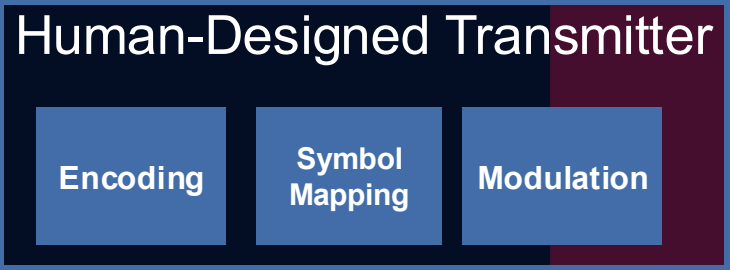 Human-Designed Transmitter
Encoding
Symbol
Mapping
Modulation